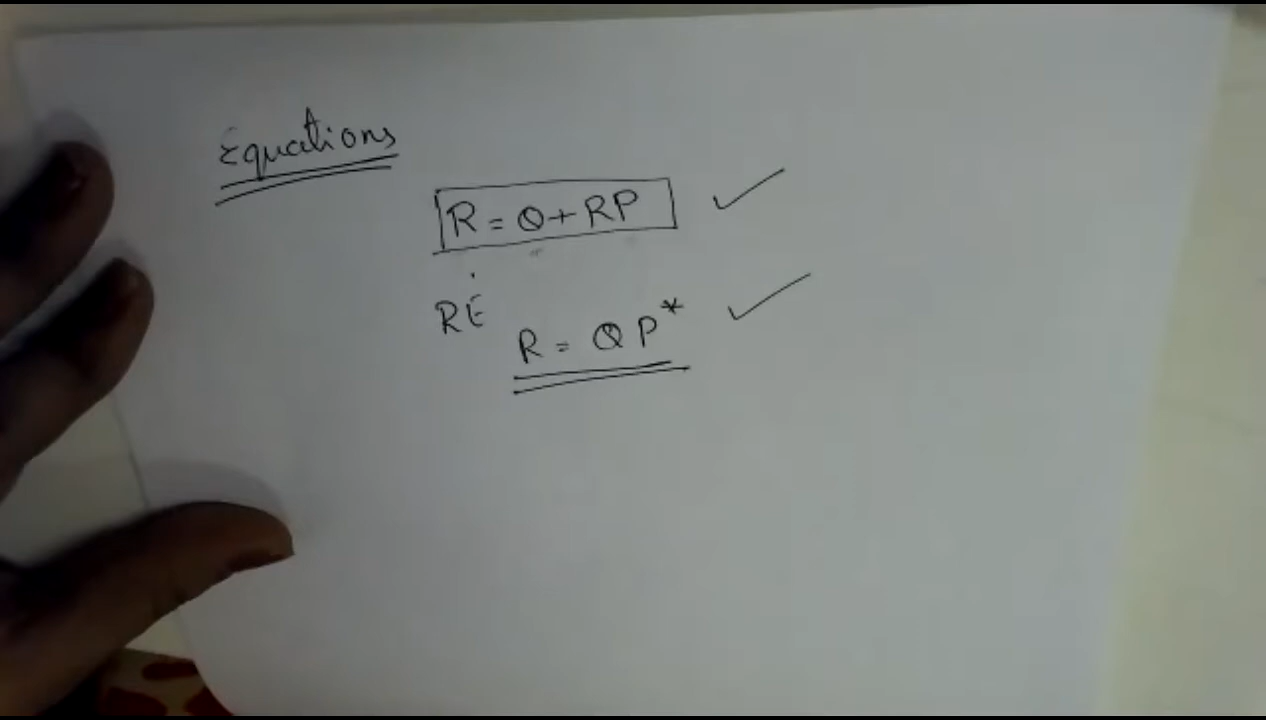 Equations
R = Q + RP
RE
R = QP*